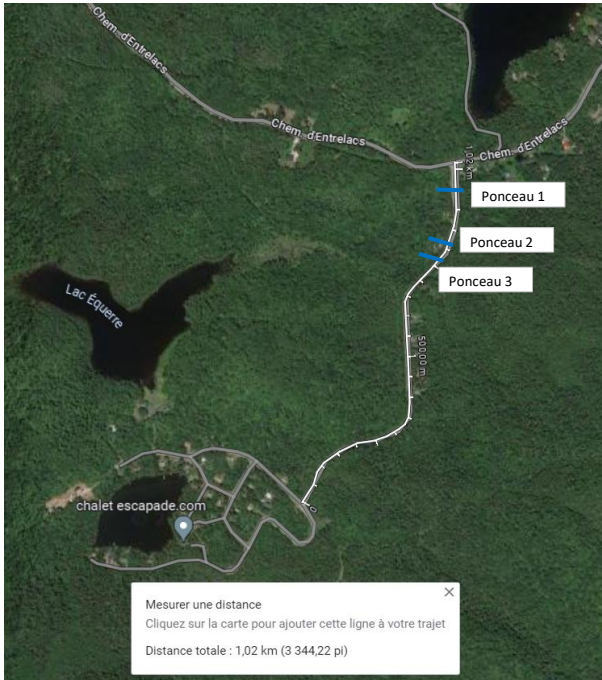 Chem. d'Entrelacs
Chem. d'Entrelacs
Chem. d'Entrelacs
1,02 km
Ponceau 1
Ponceau 2
Ponceau 3
Lac Équerre
500,00 m
0
chalet escapade.com
Mesurer une distance
Cliquez sur la carte pour ajouter cette ligne à votre trajet
Distance totale : 1,02 km (3 344,22 pi)